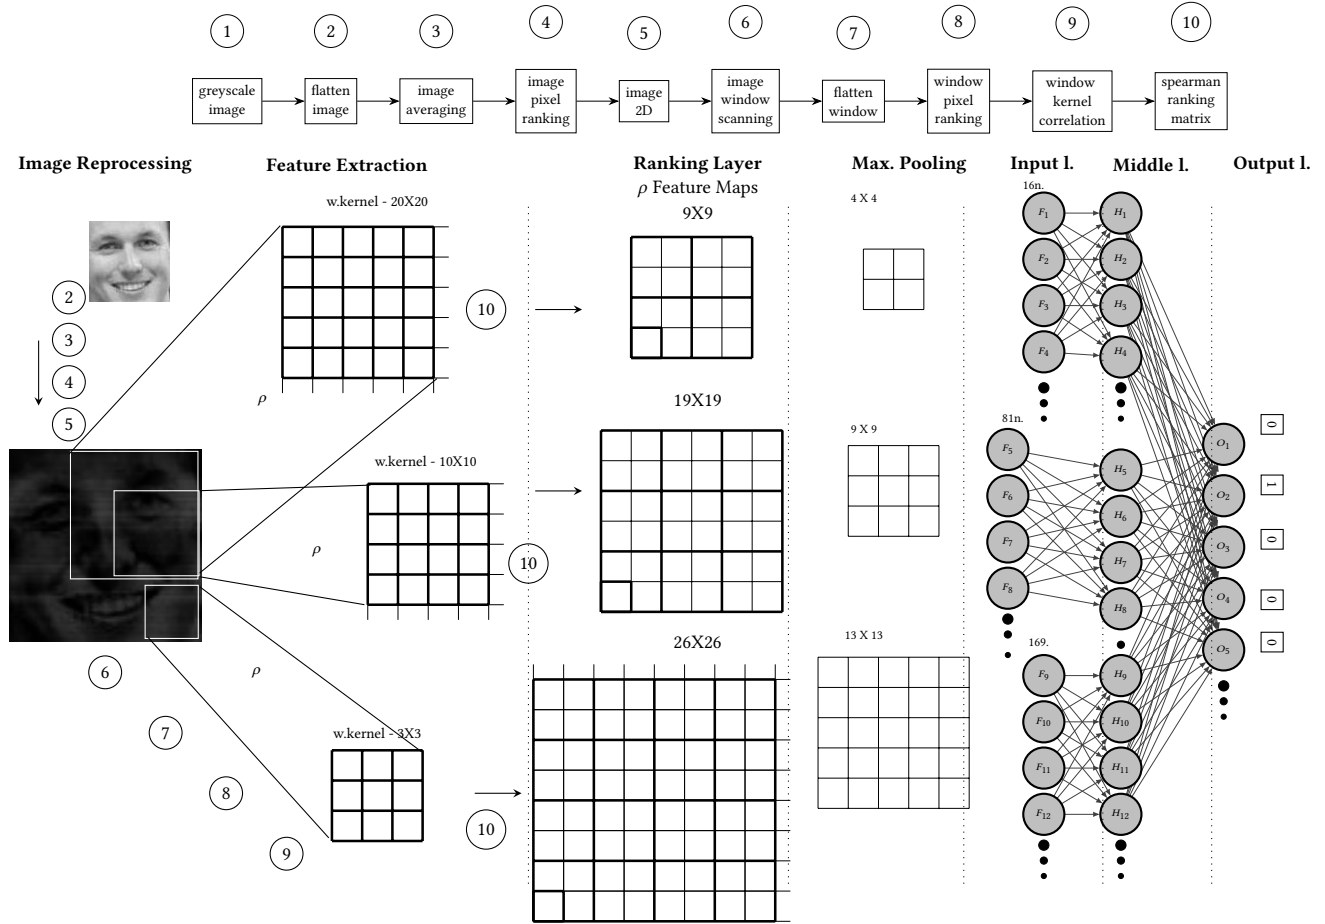 1
2
3
4
5
6
7
8
9
10
greyscale
image
flatten
image
image
averaging
image
pixel
ranking
image
2D
image
window
scanning
flatten
window
window
pixel
ranking
window
kernel
correlation
spearman
ranking
matrix
Image Reprocessing
Feature Extraction
Ranking Layer
ρ Feature Maps
Max. Pooling
Input l.
Middle l.
Output l.
2
3
4
5
6
7
8
9
w.kernel - 20X20
ρ
10
w.kernel - 10X10
ρ
10
w.kernel - 3X3
ρ
10
9X9
19X19
26X26
4 X 4
9 X 9
13 X 13
16n.
F1
F2
F3
F4
81n.
F5
F6
F7
F8
169.
F9
F10
F11
F12
H1
H2
H3
H4
H5
H6
H7
H8
H9
H10
H11
H12
O1
O2
O3
O4
O5
0
1
0
0
0